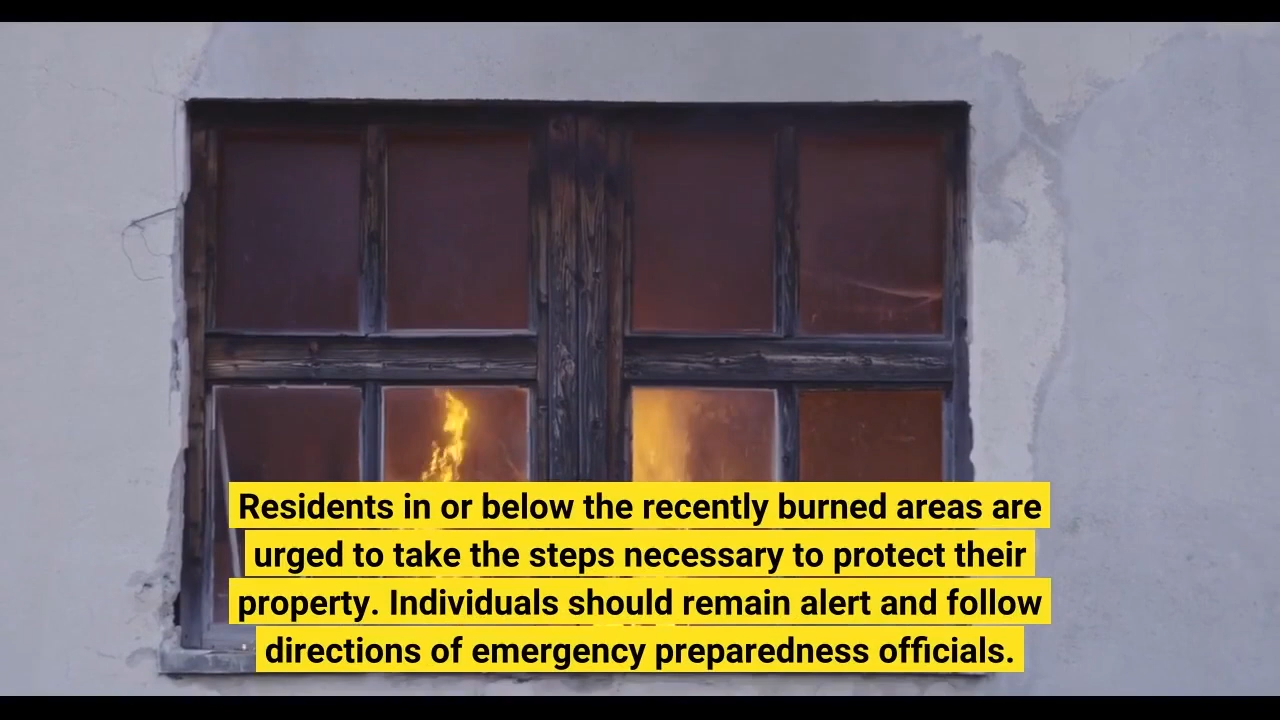 Residents in or below the recently burned areas are
urged to take the steps necessary to protect their
property. Individuals should remain alert and follow
directions of emergency preparedness officials.